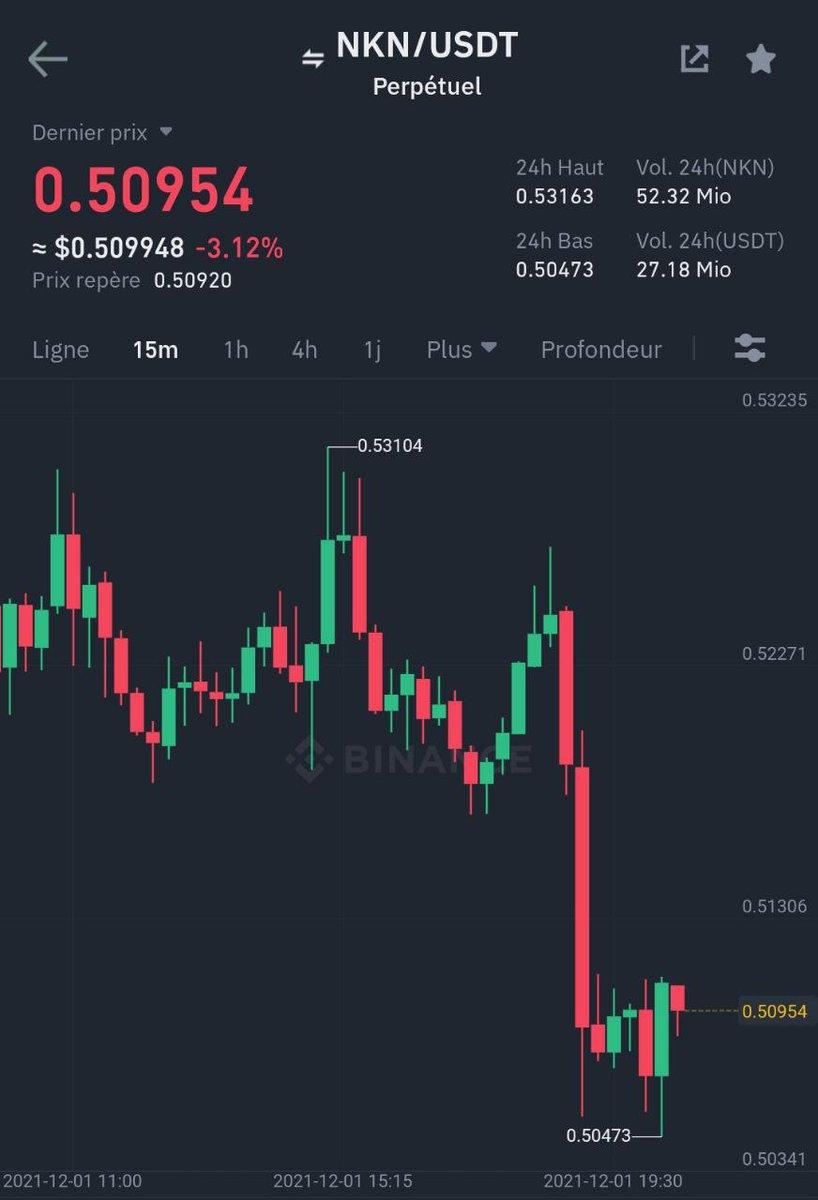 NKN/USDT
Perpétuel
Dernier prix
0.50954
≈ $0.509948 -3.12%
Prix repère 0.50920
24h Haut
0.53163
Vol. 24h(NKN)
52.32 Mio
24h Bas
0.50473
Vol. 24h(USDT)
27.18 Mio
Ligne 15m 1h 4h 1j Plus Profondeur
0.53235
0.53104
0.52271
BINANCE
0.51306
0.50954
0.50473
0.50341
2021-12-01 11:00 2021-12-01 15:15 2021-12-01 19:30